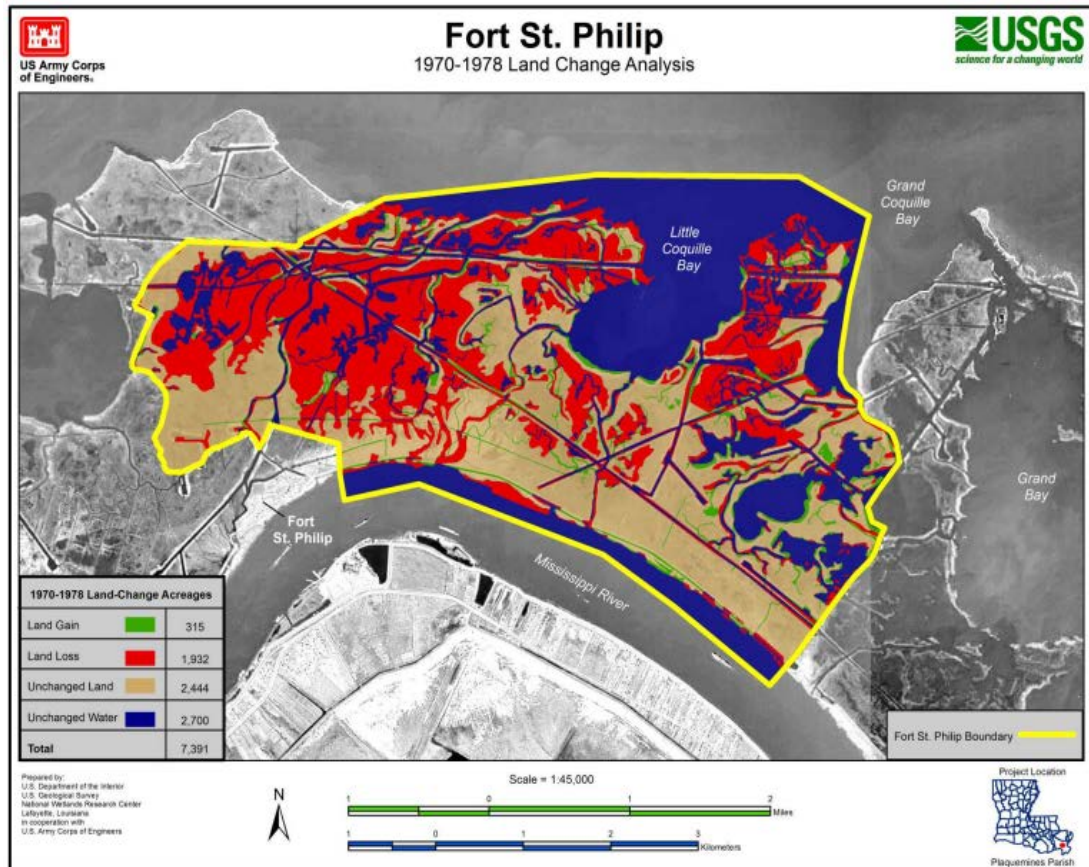 US Army Corps
of Engineers®
Fort St. Philip
1970-1978 Land Change Analysis
USGS
science for a changing world
Grand
Coquille
Bay
Little
Coquille
Bay
Grand
Bay
Fort
St. Philip
Mississippi River
1970-1978 Land-Change Acreages
Land Gain 315
Land Loss 1,932
Unchanged Land 2,444
Unchanged Water 2,700
Total 7,391
Fort St. Philip Boundary
Prepared by:
U.S. Department of the Interior
U.S. Geological Survey
National Wetlands Research Center
Lafayette, Louisiana
in cooperation with
U.S. Army Corps of Engineers
N
Scale = 1:45,000
1 0 1 2
Miles
1 0 1 2 3
Kilometers
Project Location
Plaquemines Parish